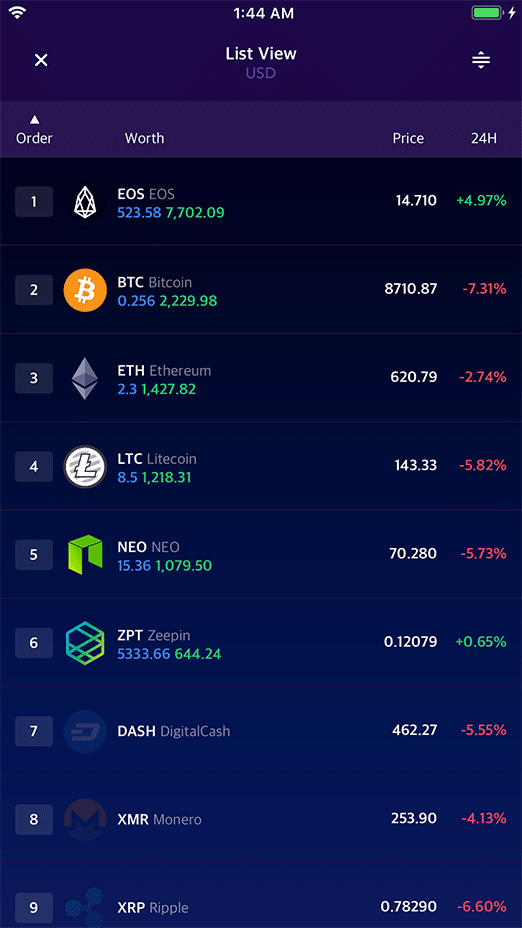 1:44 AM
List View
USD
Order Worth Price 24H
1 EOS EOS 14.710 +4.97%
523.58 7,702.09
2 BTC Bitcoin 8710.87 -7.31%
0.256 2,229.98
3 ETH Ethereum 620.79 -2.74%
2.3 1,427.82
4 LTC Litecoin 143.33 -5.82%
8.5 1,218.31
5 NEO NEO 70.280 -5.73%
15.36 1,079.50
6 ZPT Zeepin 0.12079 +0.65%
5333.66 644.24
7 DASH DigitalCash 462.27 -5.55%
8 XMR Monero 253.90 -4.13%
9 XRP Ripple 0.78290 -6.60%